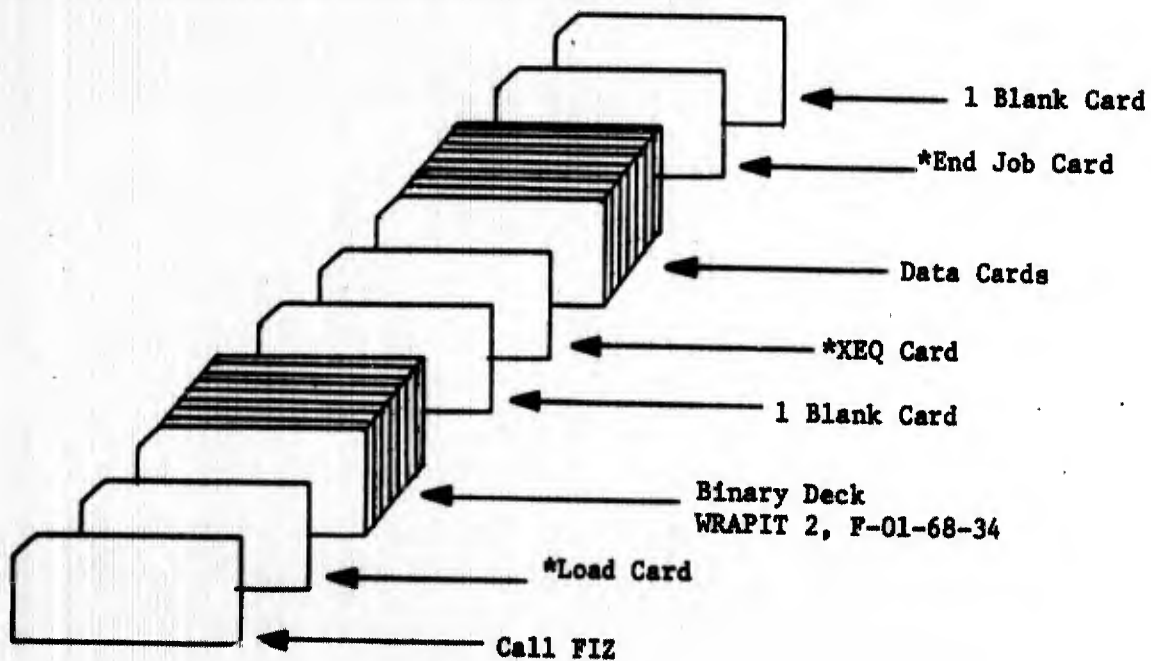 1 Blank Card
*End Job Card
Data Cards
*XEQ Card
1 Blank Card
Binary Deck
WRAPIT 2, F-01-68-34
*Load Card
Call FIZ